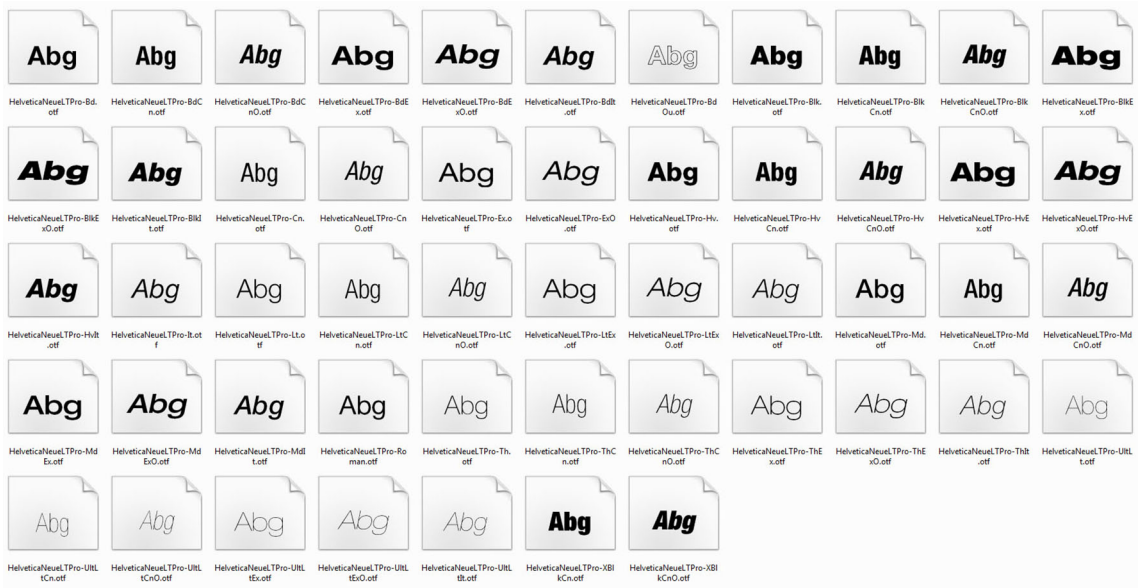 Abg Abg Abg Abg Abg Abg Abg Abg Abg Abg Abg
HelveticaNeueLTPro-Bd. HelveticaNeueLTPro-BdC HelveticaNeueLTPro-BdC HelveticaNeueLTPro-BdE HelveticaNeueLTPro-BdE HelveticaNeueLTPro-BdIt HelveticaNeueLTPro-Bd HelveticaNeueLTPro-Blk. HelveticaNeueLTPro-Blk HelveticaNeueLTPro-Blk HelveticaNeueLTPro-BlkE
otf n.otf nO.otf x.otf xO.otf .otf Ou.otf otf Cn.otf CnO.otf x.otf
Abg Abg Abg Abg Abg Abg Abg Abg Abg Abg Abg
HelveticaNeueLTPro-BlkE HelveticaNeueLTPro-BlkI HelveticaNeueLTPro-Cn. HelveticaNeueLTPro-Cn HelveticaNeueLTPro-Ex.o HelveticaNeueLTPro-ExO HelveticaNeueLTPro-Hv. HelveticaNeueLTPro-Hv HelveticaNeueLTPro-Hv HelveticaNeueLTPro-HvE HelveticaNeueLTPro-HvE
xO.otf t.otf otf O.otf tf .otf otf Cn.otf CnO.otf x.otf xO.otf
Abg Abg Abg Abg Abg Abg Abg Abg Abg Abg Abg
HelveticaNeueLTPro-HvIt HelveticaNeueLTPro-It.ot HelveticaNeueLTPro-Lt.o HelveticaNeueLTPro-LtC HelveticaNeueLTPro-LtC HelveticaNeueLTPro-LtEx HelveticaNeueLTPro-LtEx HelveticaNeueLTPro-LtIt. HelveticaNeueLTPro-Md. HelveticaNeueLTPro-Md HelveticaNeueLTPro-Md
.otf f tf n.otf nO.otf .otf O.otf otf otf Cn.otf CnO.otf
Abg Abg Abg Abg Abg Abg Abg Abg Abg Abg Abg
HelveticaNeueLTPro-Md HelveticaNeueLTPro-Md HelveticaNeueLTPro-MdI HelveticaNeueLTPro-Ro HelveticaNeueLTPro-Th. HelveticaNeueLTPro-ThC HelveticaNeueLTPro-ThC HelveticaNeueLTPro-ThE HelveticaNeueLTPro-ThE HelveticaNeueLTPro-ThIt HelveticaNeueLTPro-UltL
Ex.otf ExO.otf t.otf man.otf otf n.otf nO.otf x.otf xO.otf .otf t.otf
Abg Abg Abg Abg Abg Abg Abg
HelveticaNeueLTPro-UltL HelveticaNeueLTPro-UltL HelveticaNeueLTPro-UltL HelveticaNeueLTPro-UltL HelveticaNeueLTPro-UltL HelveticaNeueLTPro-XBl HelveticaNeueLTPro-XBl
tCn.otf tCnO.otf tEx.otf tExO.otf tIt.otf kCn.otf kCnO.otf